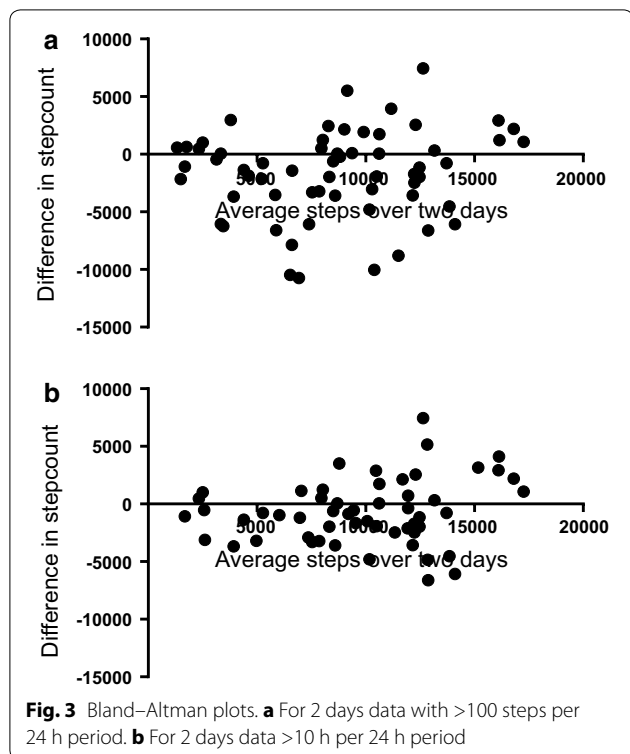 a
10000
5000
0
5000 10000 15000 20000
Average steps over two days
-5000
-10000
-15000
Difference in stepcount
b
10000
5000
0
5000 10000 15000 20000
Average steps over two days
-5000
-10000
-15000
Difference in stepcount
Fig. 3 Bland–Altman plots. a For 2 days data with >100 steps per
24 h period. b For 2 days data >10 h per 24 h period